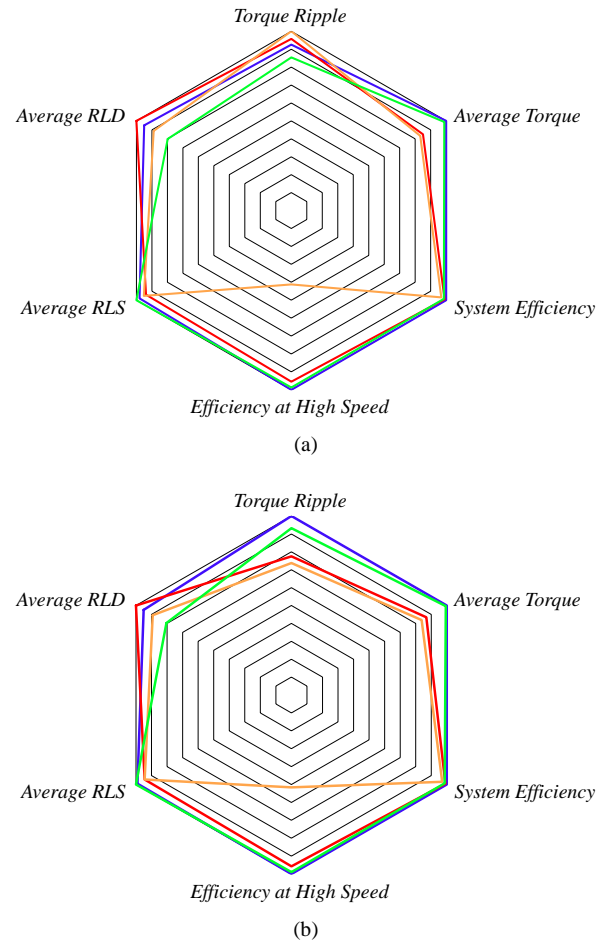 Torque Ripple
Average RLD
Average Torque
Average RLS
System Efficiency
Efficiency at High Speed
(a)
Torque Ripple
Average RLD
Average Torque
Average RLS
System Efficiency
Efficiency at High Speed
(b)